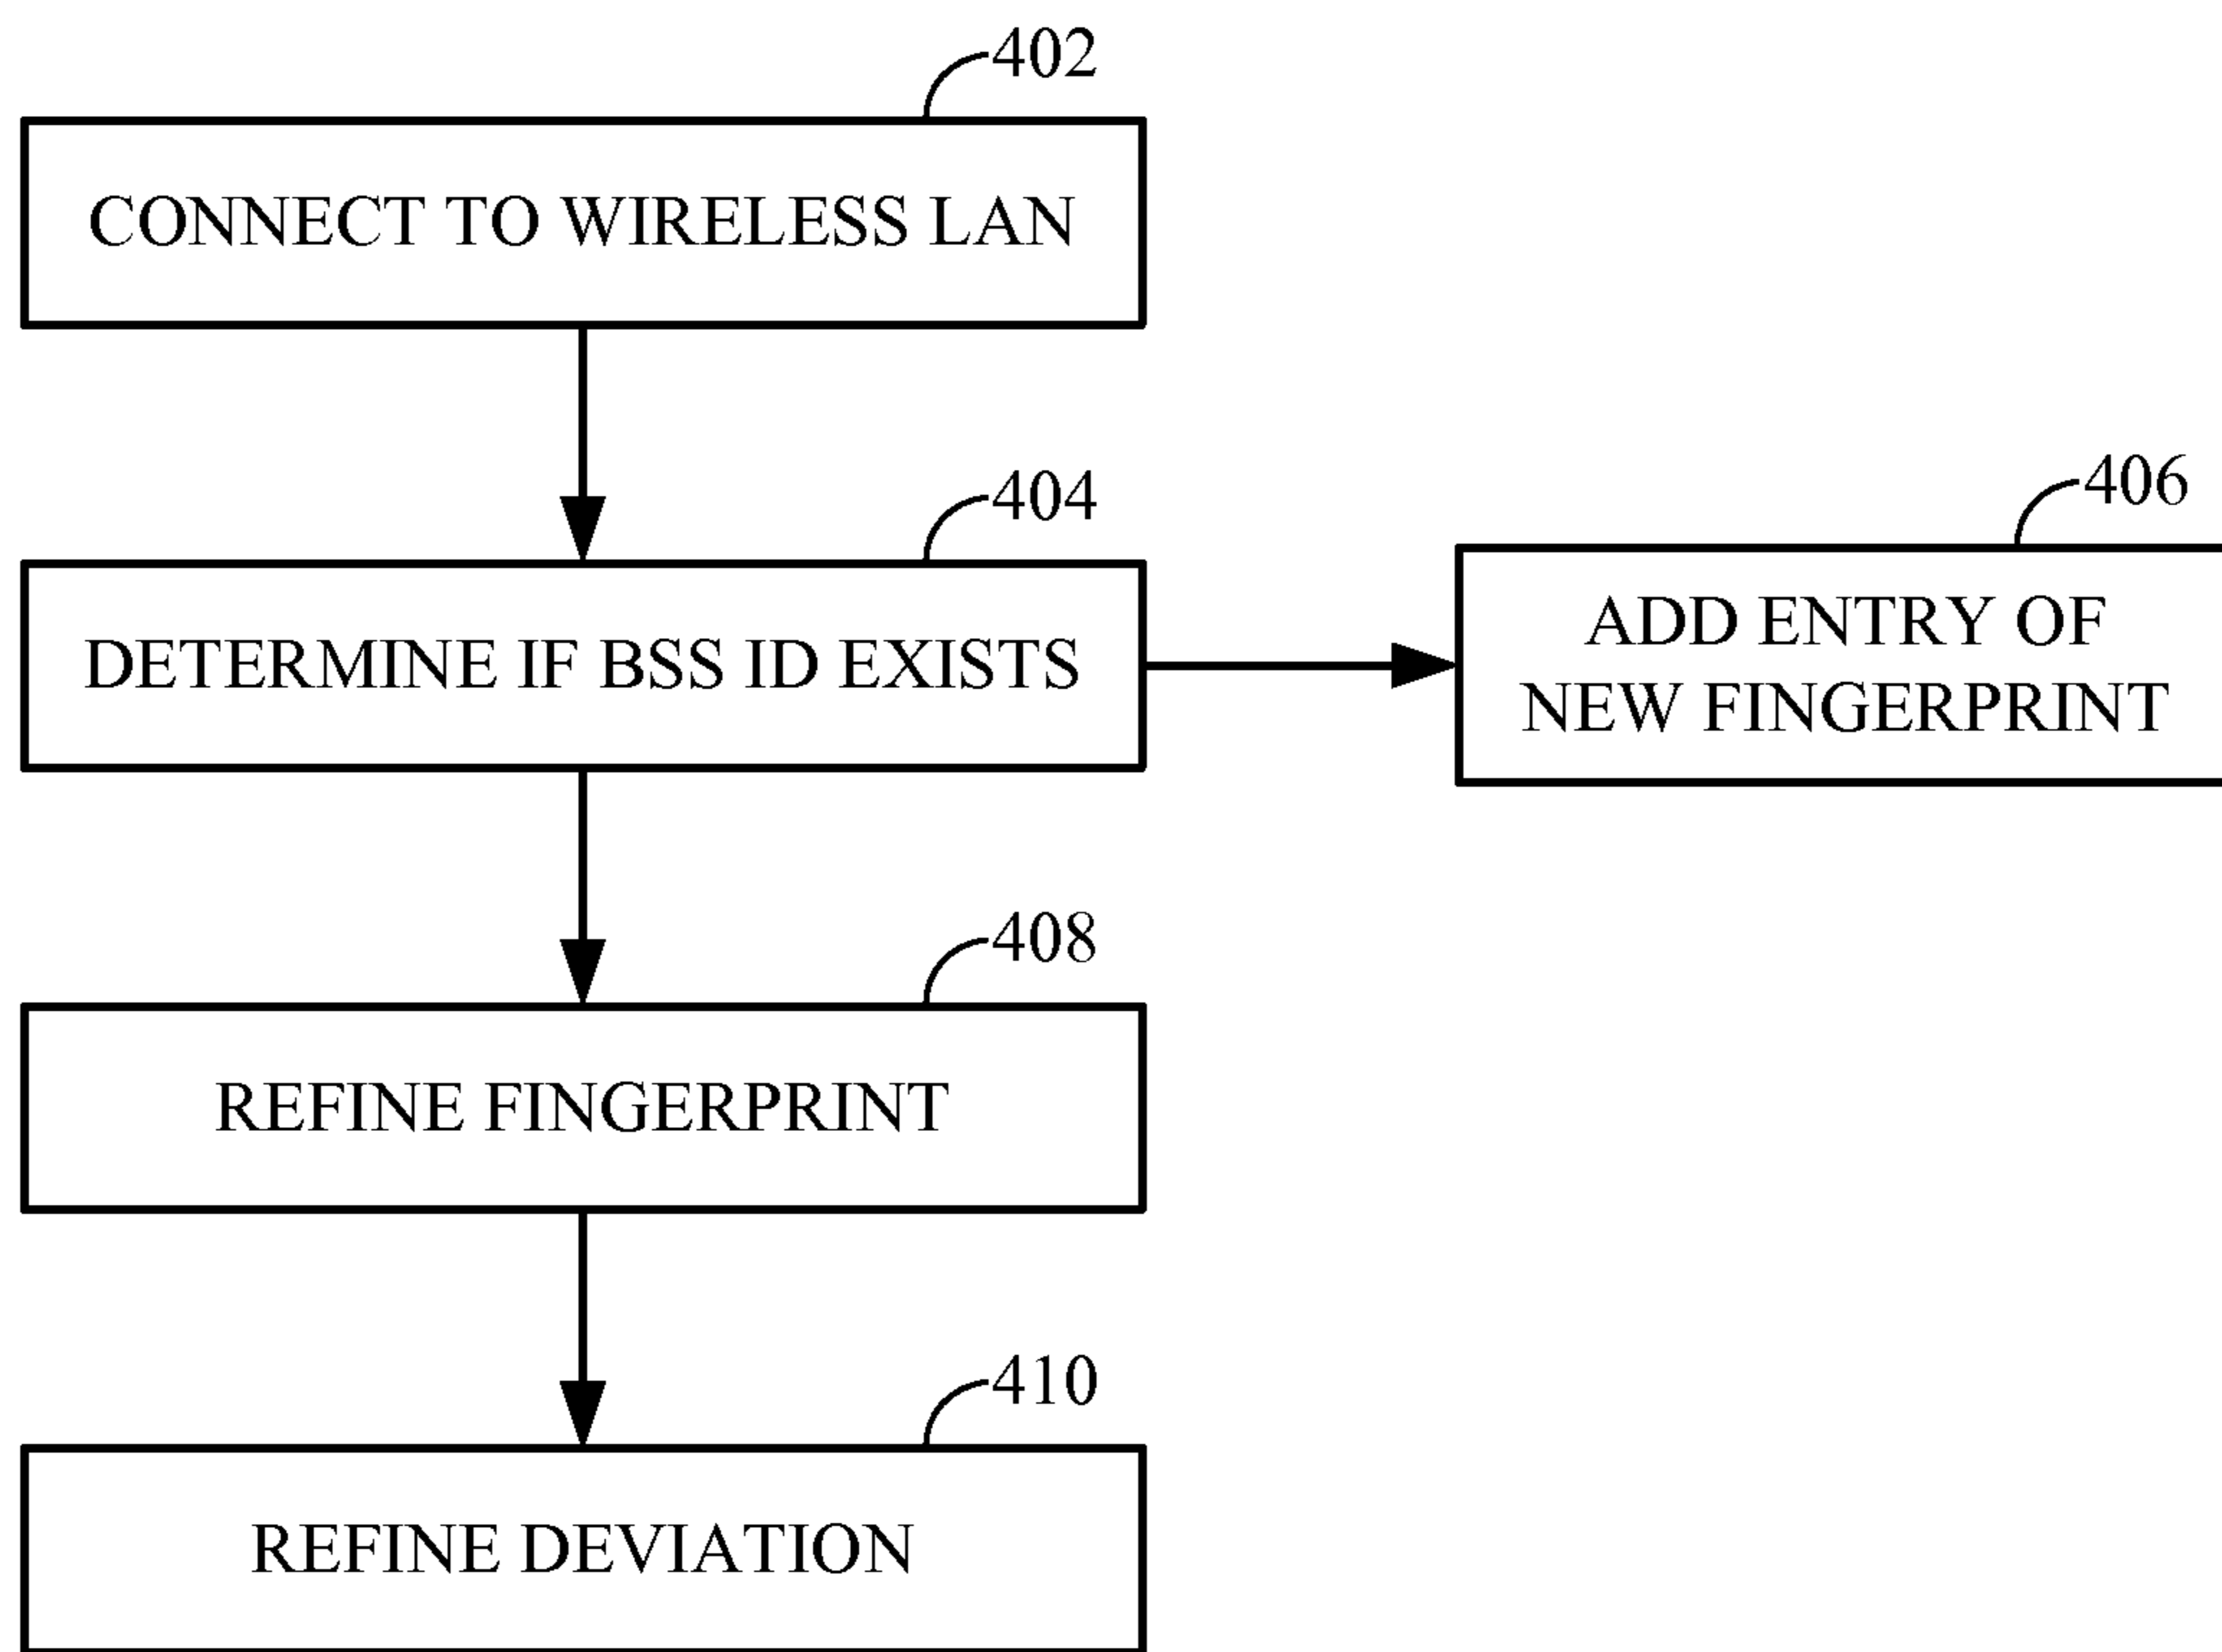 402
CONNECT TO WIRELESS LAN
404
DETERMINE IF BSS ID EXISTS
406
ADD ENTRY OF
NEW FINGERPRINT
408
REFINE FINGERPRINT
410
REFINE DEVIATION